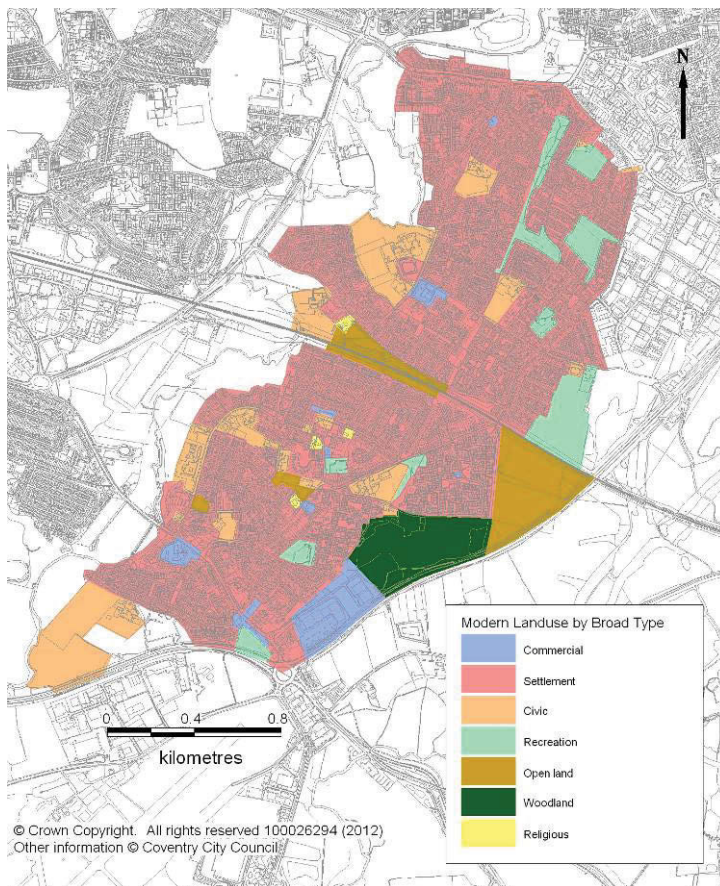 N
Modern Landuse by Broad Type
Commercial
Settlement
Civic
Recreation
Open land
Woodland
Religious
0 0.4 0.8
kilometres
© Crown Copyright. All rights reserved 100026294 (2012)
Other information © Coventry City Council